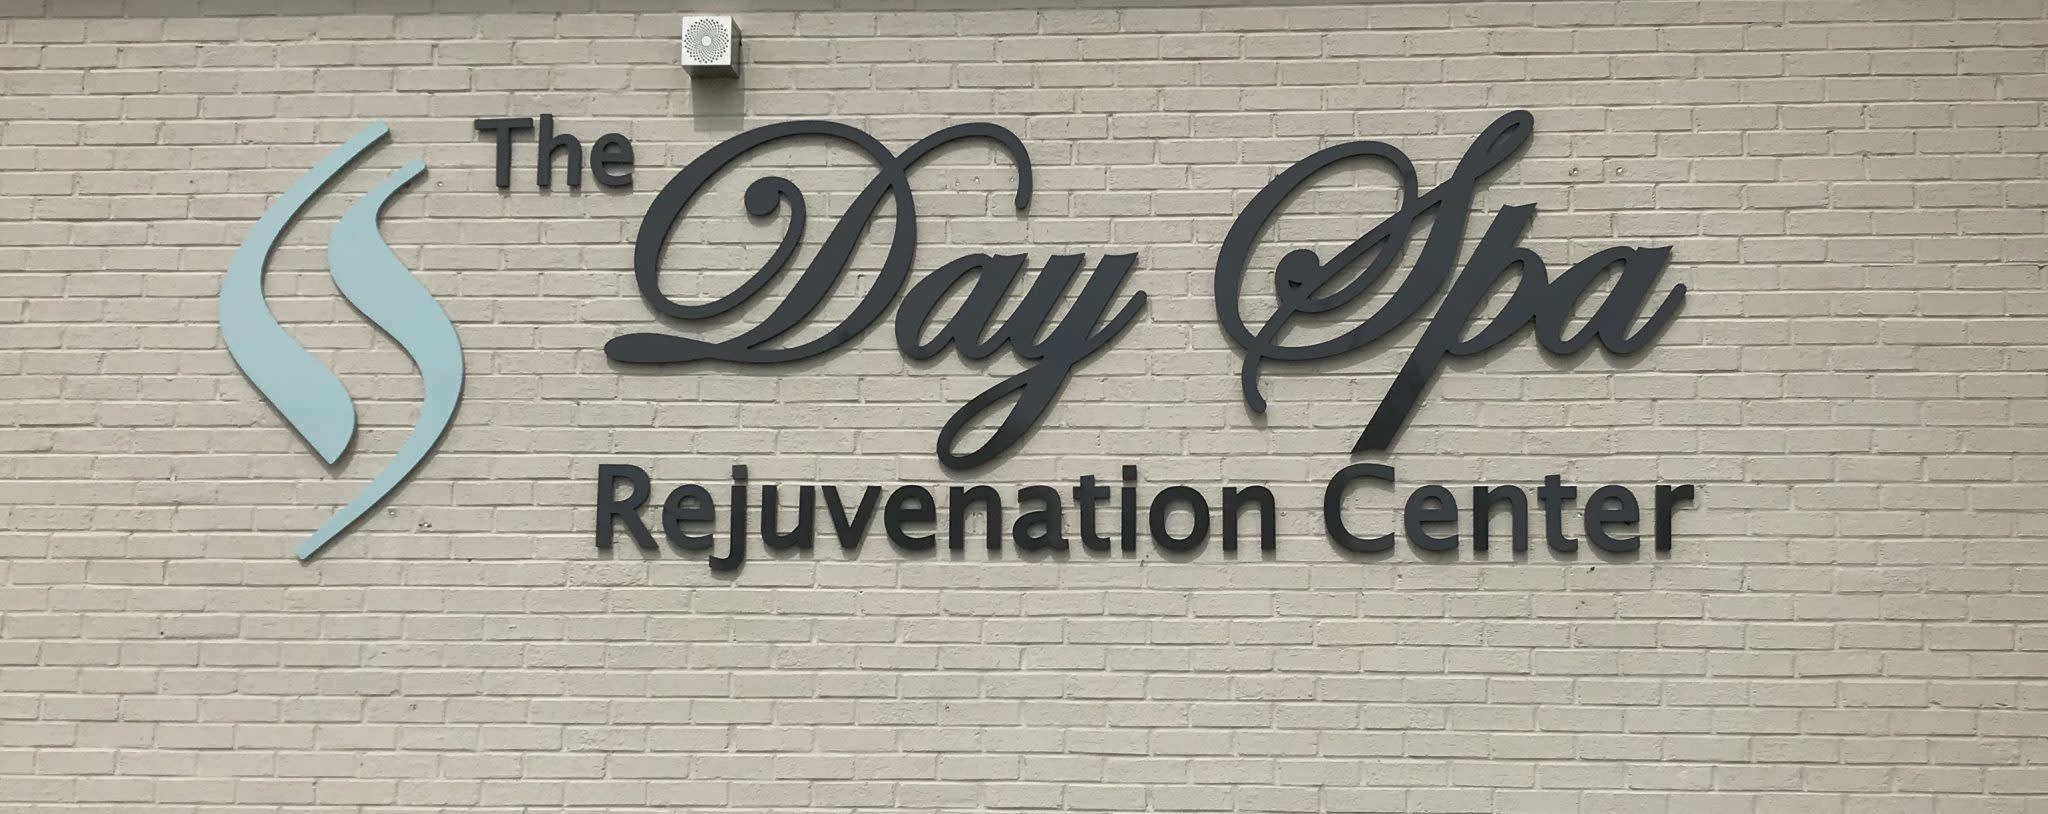 The Day Spa
Rejuvenation Center